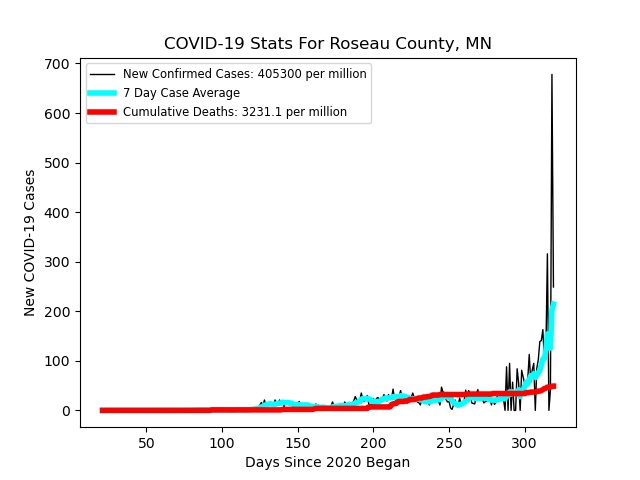 COVID-19 Stats For Roseau County, MN
New Confirmed Cases: 405300 per million
7 Day Case Average
Cumulative Deaths: 3231.1 per million
New COVID-19 Cases
700
600
500
400
300
200
100
0
50
100
150
200
250
300
Days Since 2020 Began